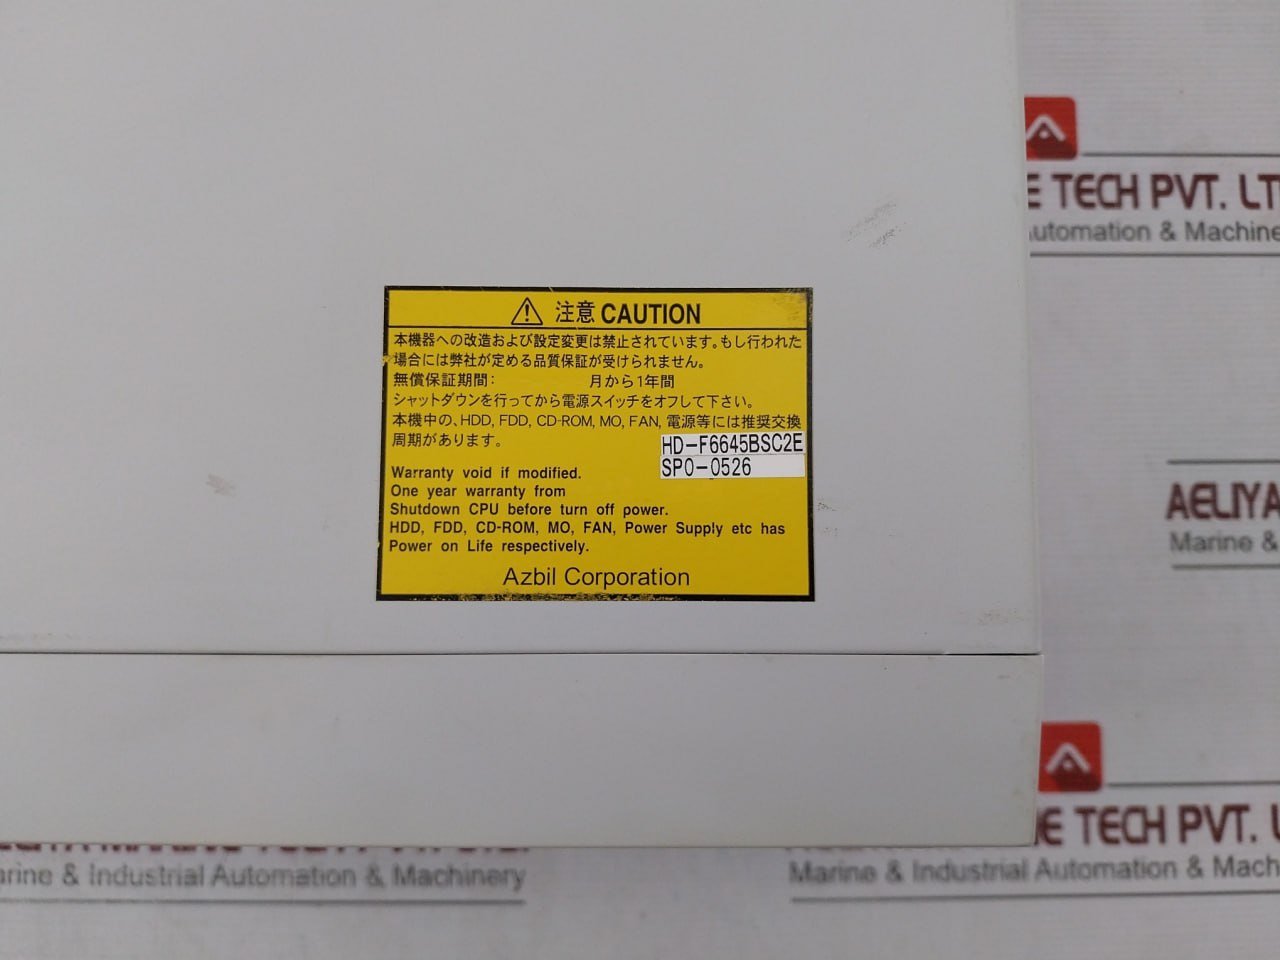 E TECH PVT. LT
utomation & Machine
注意 CAUTION
本機器への改造および設定変更は禁止されています。もし行われた
場合には弊社が定める品質保証が受けられません。
無償保証期間: 月から1年間
シャットダウンを行ってから電源スイッチをオフして下さい。
本機中の、HDD, FDD, CD-ROM, MO, FAN, 電源等には推奨交換
周期があります。
HD-F6645BSC2E
SPO-0526
Warranty void if modified.
One year warranty from
Shutdown CPU before turn off power.
HDD, FDD, CD-ROM, MO, FAN, Power Supply etc has
Power on Life respectively.
Azbil Corporation
AELIYA
Marine &
NE TECH PVT. L
arine & Industrial Automation & Machinery
Marine & Industrial Automation & Mach